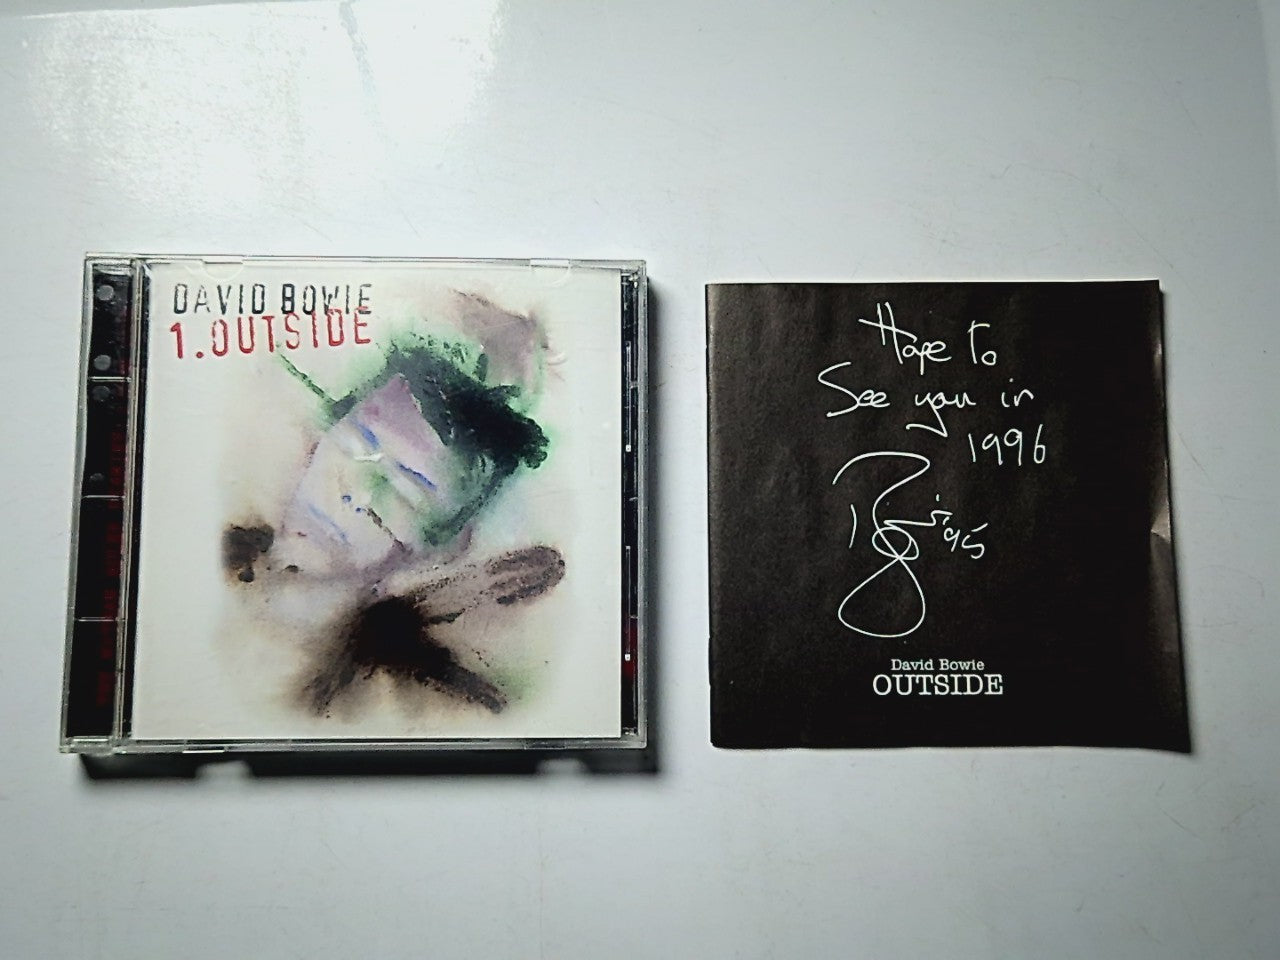 DAVID BOWIE
1.OUTSIDE
Hope to
See you in
1996
'95
David Bowie
OUTSIDE